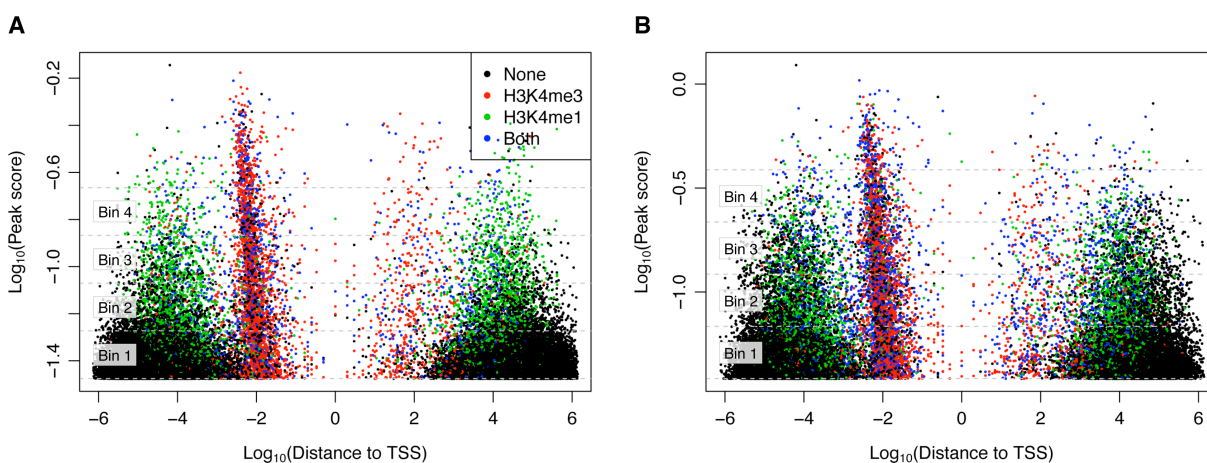 A
B
Log10(Peak score)
−0.2
−0.6
−1.0
−1.4
None
H3K4me3
H3K4me1
Both
Bin 4
Bin 3
Bin 2
Bin 1
−6 −4 −2 0 2 4 6
Log10(Distance to TSS)
Log10(Peak score)
0.0
−0.5
−1.0
Bin 4
Bin 3
Bin 2
Bin 1
−6 −4 −2 0 2 4 6
Log10(Distance to TSS)